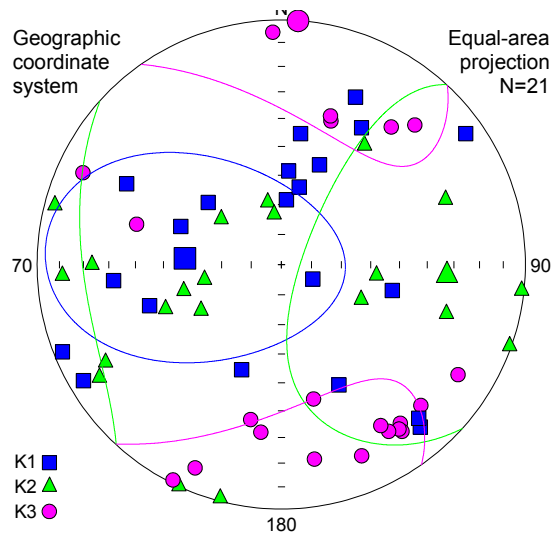 N
Geographic
coordinate
system
Equal-area
projection
N=21
70
90
K1
K2
K3
180